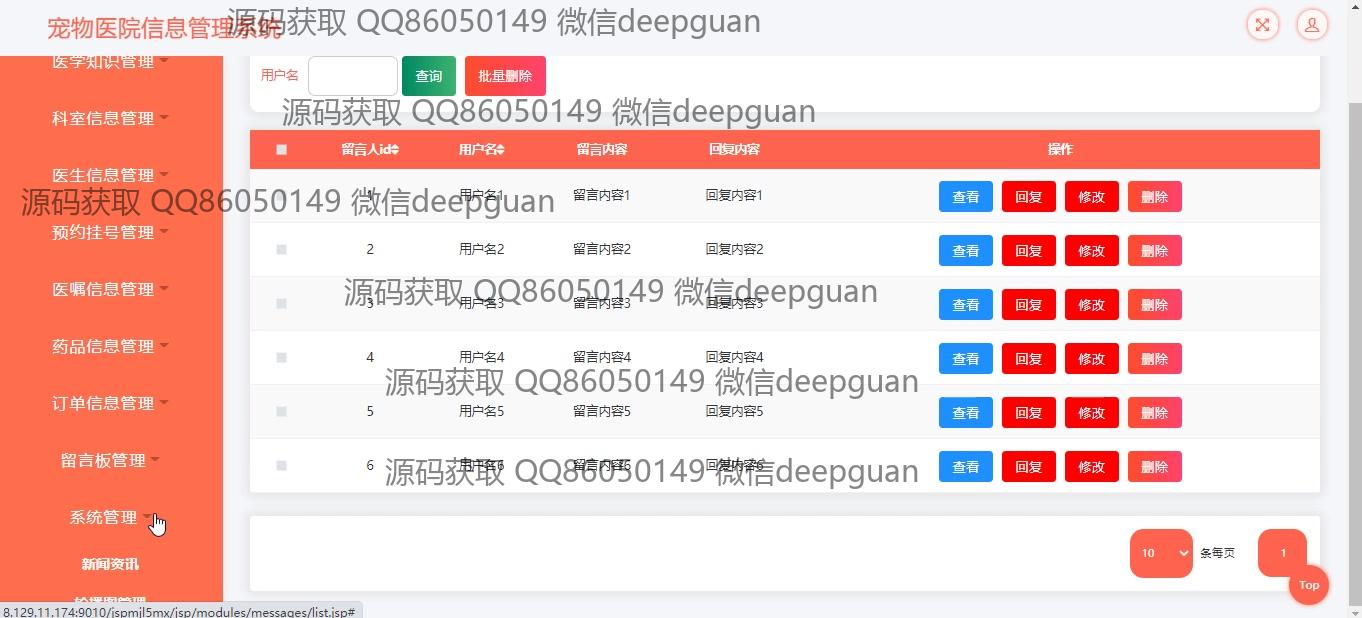 宠物医院信息管理系统
源码获取 QQ86050149 微信deepguan
医学知识管理
科室信息管理
医生信息管理
预约挂号管理
医嘱信息管理
药品信息管理
订单信息管理
留言板管理
系统管理
新闻资讯
轮播图管理
用户名 查询 批量删除
源码获取 QQ86050149 微信deepguan
留言人id 用户名 留言内容 回复内容 操作
1 用户名1 留言内容1 回复内容1 查看 回复 修改 删除
源码获取 QQ86050149 微信deepguan
2 用户名2 留言内容2 回复内容2 查看 回复 修改 删除
3 用户名3 留言内容3 回复内容3 查看 回复 修改 删除
源码获取 QQ86050149 微信deepguan
4 用户名4 留言内容4 回复内容4 查看 回复 修改 删除
源码获取 QQ86050149 微信deepguan
5 用户名5 留言内容5 回复内容5 查看 回复 修改 删除
6 用户名6 留言内容6 回复内容6 查看 回复 修改 删除
源码获取 QQ86050149 微信deepguan
10 条每页 1
Top
8.129.11.174:9010/jspmjl5mx/jsp/modules/messages/list.jsp#